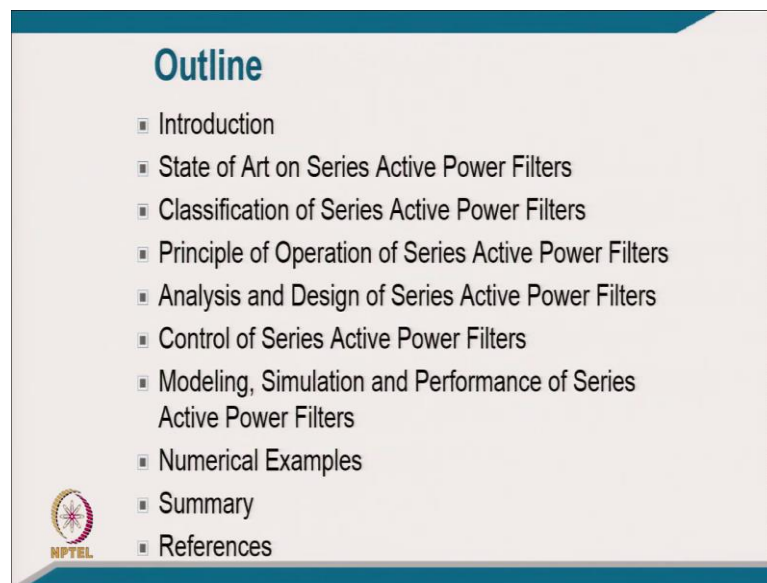 Outline
Introduction
State of Art on Series Active Power Filters
Classification of Series Active Power Filters
Principle of Operation of Series Active Power Filters
Analysis and Design of Series Active Power Filters
Control of Series Active Power Filters
Modeling, Simulation and Performance of Series
Active Power Filters
Numerical Examples
Summary
References
NPTEL